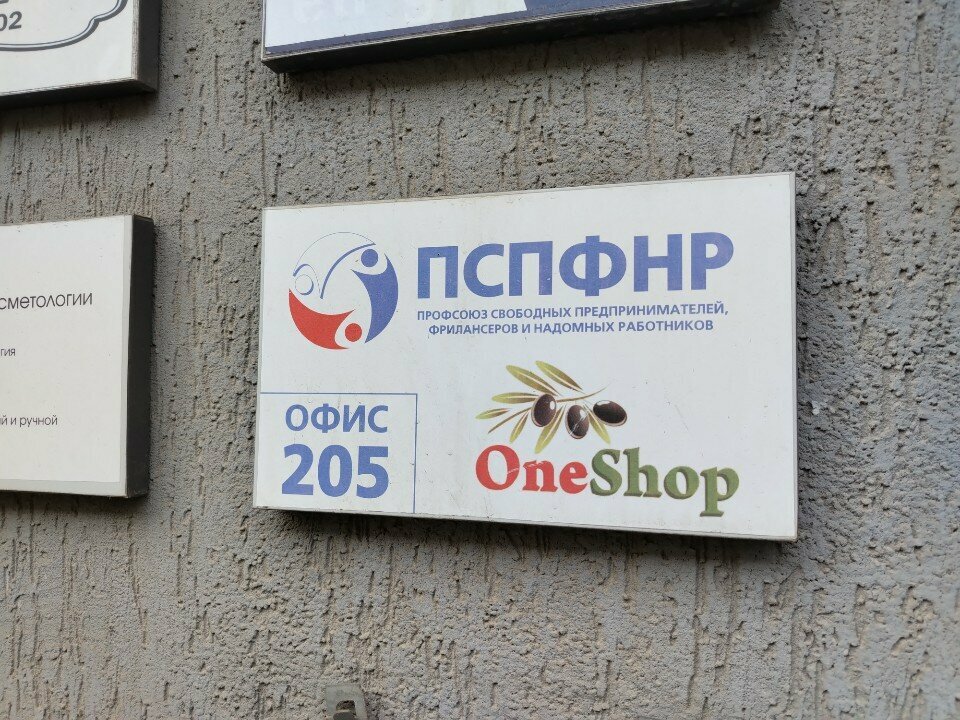 02
ПСПФНР
ПРОФСОЮЗ СВОБОДНЫХ ПРЕДПРИНИМАТЕЛЕЙ,
ФРИЛАНСЕРОВ И НАДОМНЫХ РАБОТНИКОВ
ОФИС
205
OneShop
сметологии
гия
й и ручной